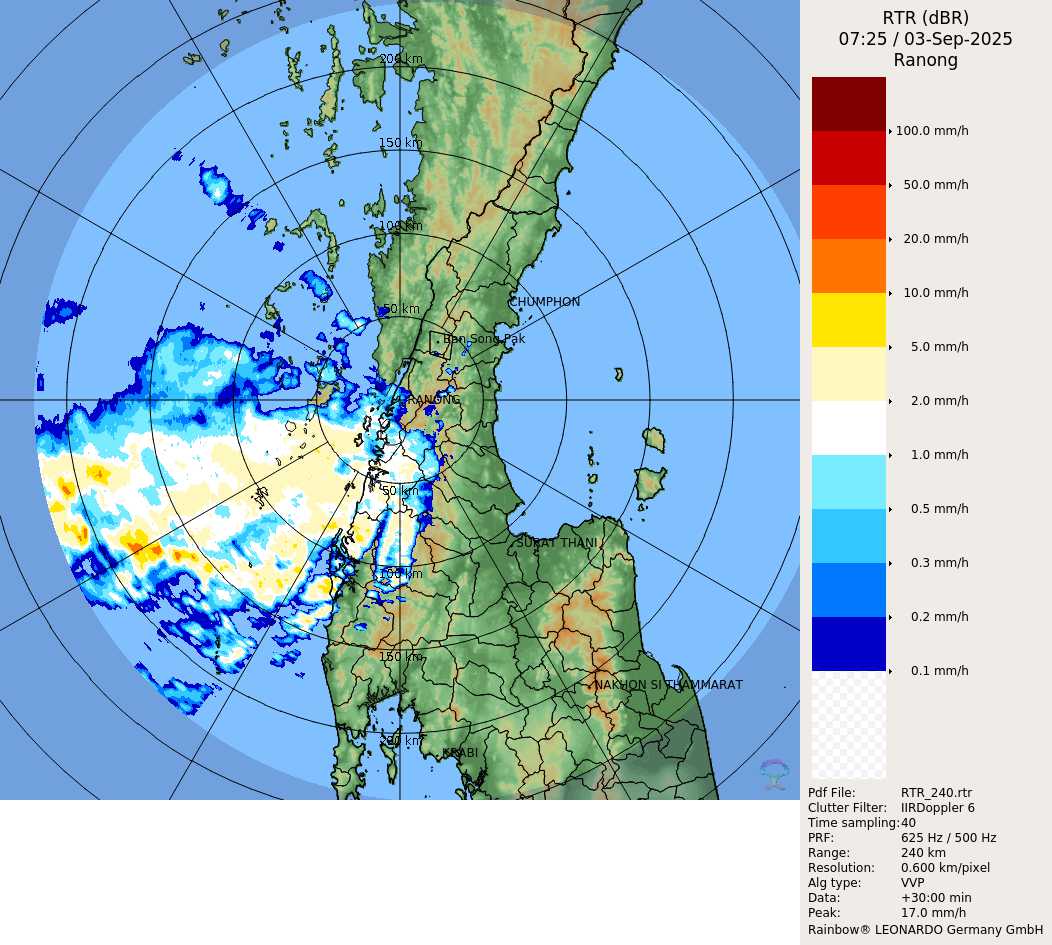 RTR (dBR)
07:25 / 03-Sep-2025
Ranong
200 km
150 km
100 km
50 km
CHUMPHON
Ban Song Pak
RANONG
50 km
SURAT THANI
100 km
150 km
NAKHON SI THAMMARAT
200 km
KRABI
100.0 mm/h
50.0 mm/h
20.0 mm/h
10.0 mm/h
5.0 mm/h
2.0 mm/h
1.0 mm/h
0.5 mm/h
0.3 mm/h
0.2 mm/h
0.1 mm/h
Pdf File: RTR_240.rtr
Clutter Filter: IIRDoppler 6
Time sampling: 40
PRF: 625 Hz / 500 Hz
Range: 240 km
Resolution: 0.600 km/pixel
Alg type: VVP
Data: +30:00 min
Peak: 17.0 mm/h
Rainbow® LEONARDO Germany GmbH